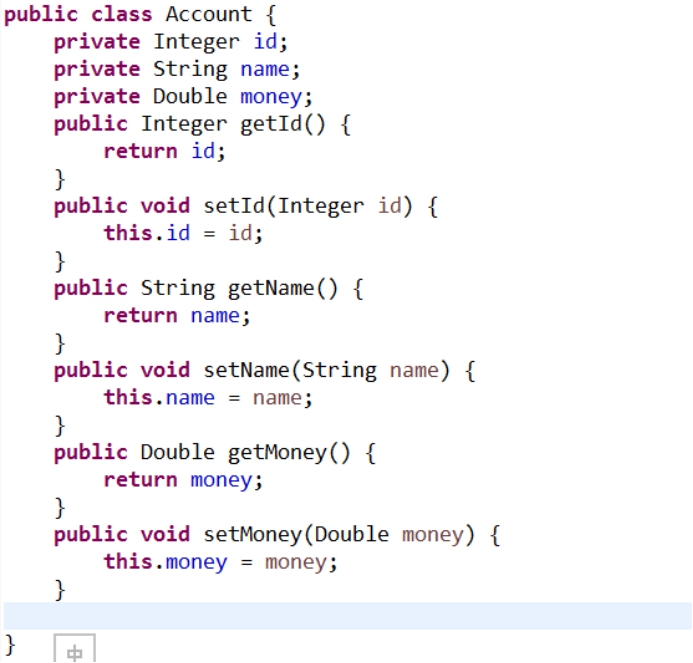 public class Account {
    private Integer id;
    private String name;
    private Double money;
    public Integer getId() {
        return id;
    }
    public void setId(Integer id) {
        this.id = id;
    }
    public String getName() {
        return name;
    }
    public void setName(String name) {
        this.name = name;
    }
    public Double getMoney() {
        return money;
    }
    public void setMoney(Double money) {
        this.money = money;
    }
}
中